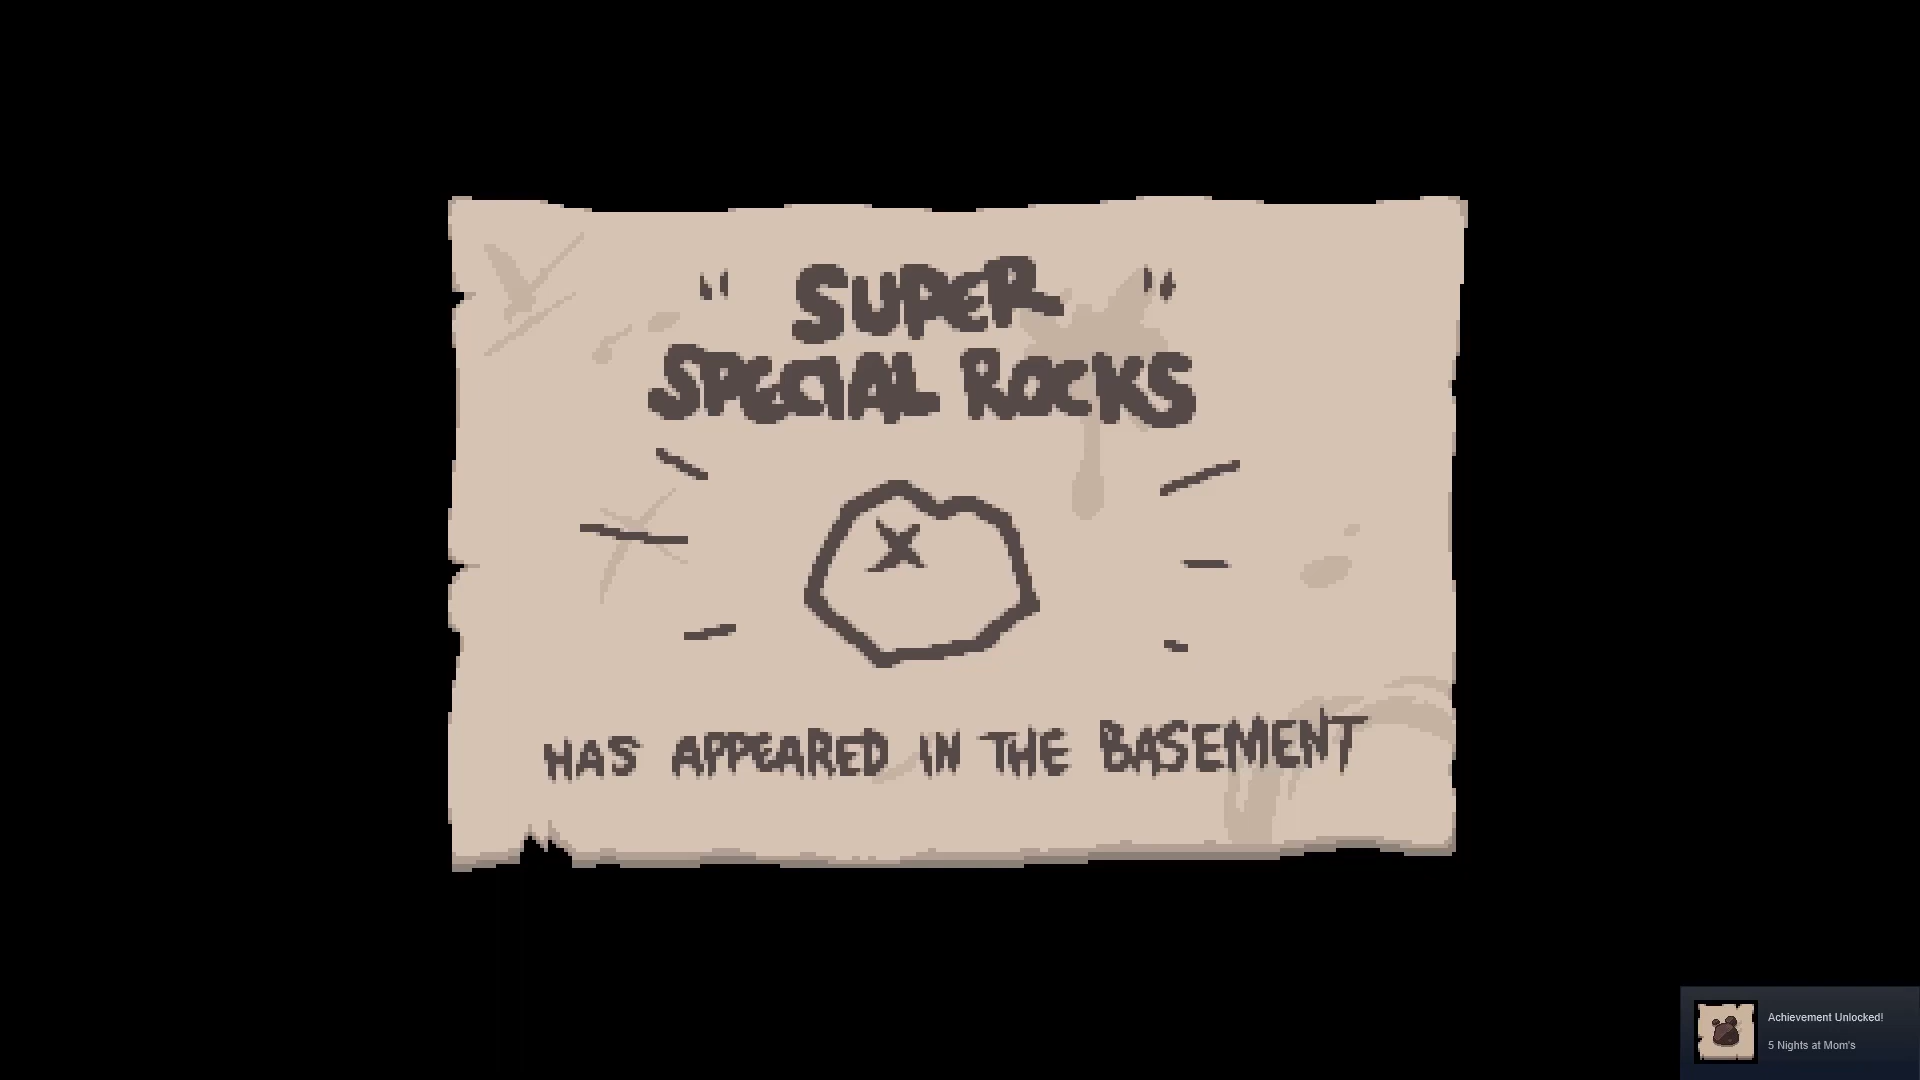 " SUPER "
SPECIAL ROCKS
HAS APPEARED IN THE BASEMENT
Achievement Unlocked!
5 Nights at Mom's